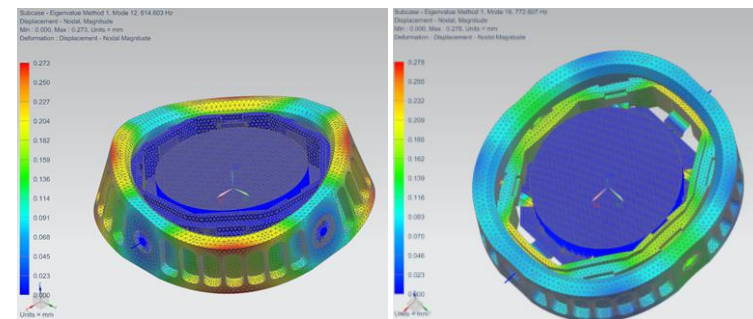 Subcase - Eigenvalue Method 1, Mode 12, 614.603 Hz
Displacement - Nodal, Magnitude
Min : 0.000, Max : 0.273, Units = mm
Deformation : Displacement - Nodal Magnitude
0.273
0.250
0.227
0.204
0.182
0.159
0.136
0.114
0.091
0.068
0.045
0.023
0.000
Units = mm
Subcase - Eigenvalue Method 1, Mode 16, 772.607 Hz
Displacement - Nodal, Magnitude
Min : 0.000, Max : 0.278, Units = mm
Deformation : Displacement - Nodal Magnitude
0.278
0.255
0.232
0.209
0.185
0.162
0.139
0.116
0.093
0.070
0.046
0.023
0.000
Units = mm